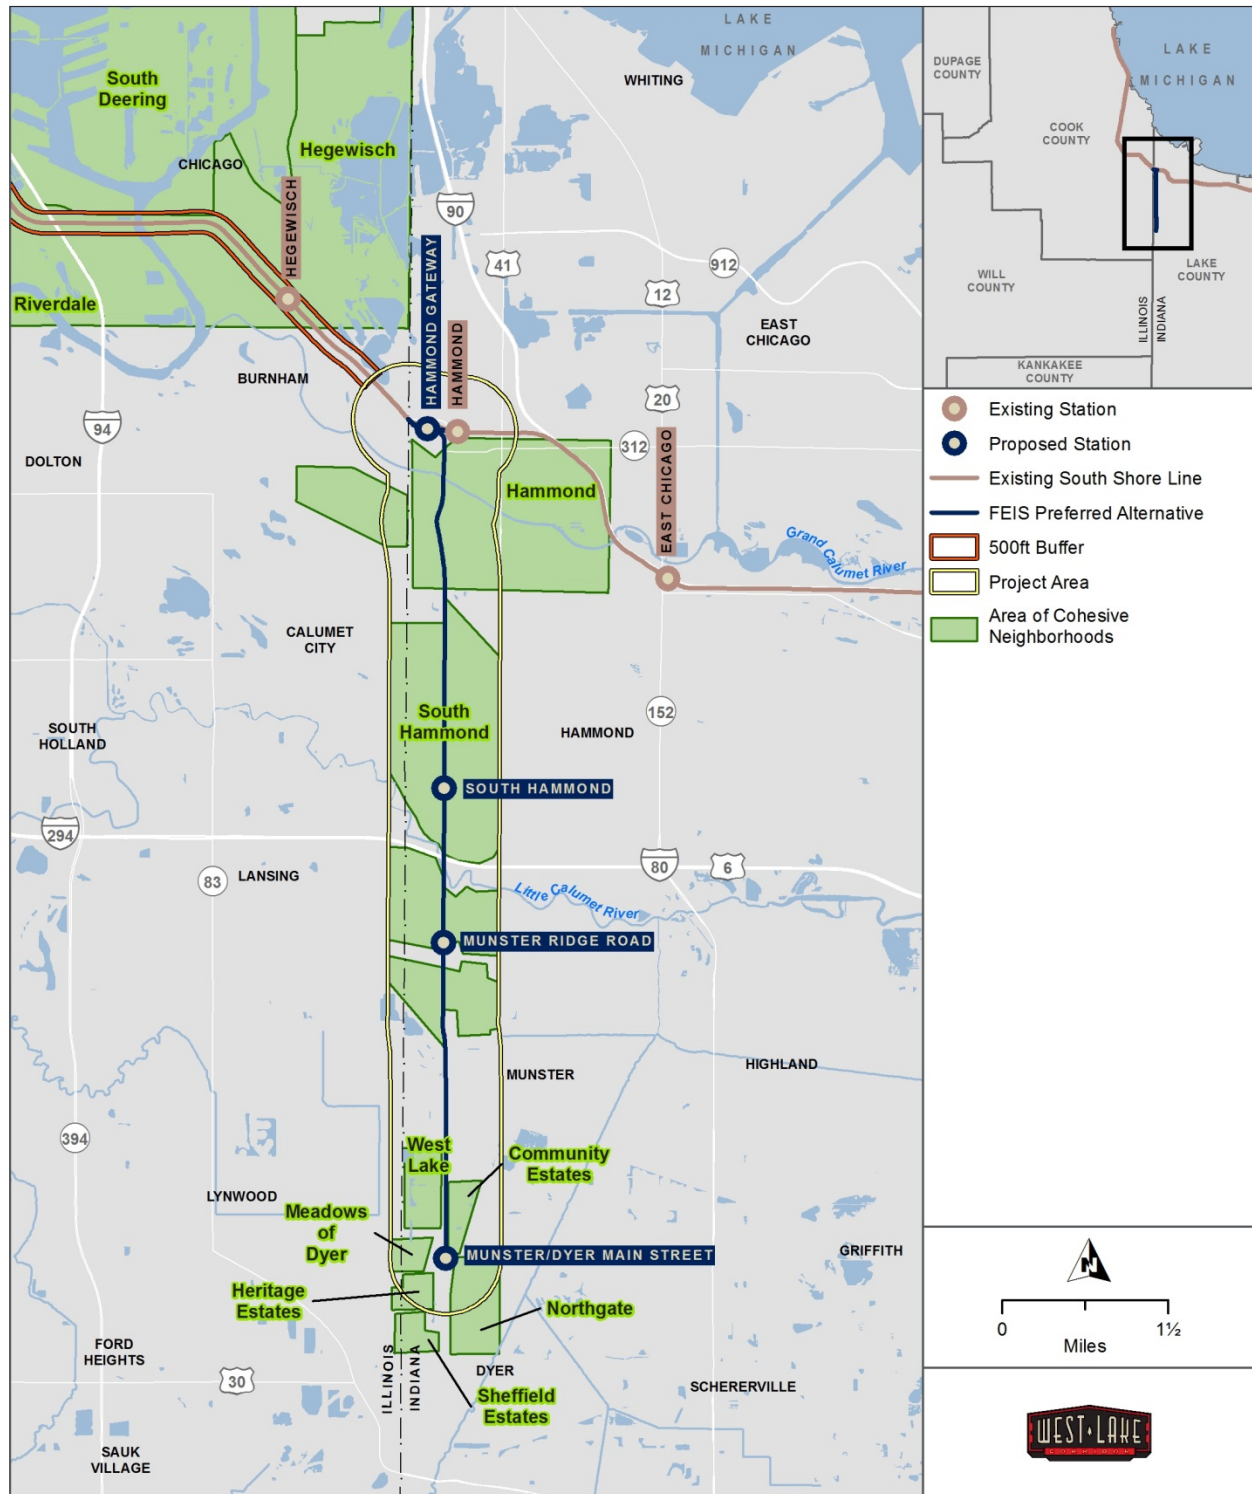 LAKE
MICHIGAN
WHITING
South
Deering
CHICAGO
Hegewisch
HEGEWISCH
90
41
912
12
Riverdale
HAMMOND GATEWAY
HAMMOND
EAST
CHICAGO
BURNHAM
20
94
312
DOLTON
EAST CHICAGO
Hammond
Grand Calumet River
CALUMET
CITY
152
SOUTH
HOLLAND
South
Hammond
HAMMOND
SOUTH HAMMOND
294
83
LANSING
80
6
Little Calumet River
MUNSTER RIDGE ROAD
MUNSTER
HIGHLAND
394
West
Lake
Community
Estates
LYNWOOD
Meadows
of
Dyer
MUNSTER/DYER MAIN STREET
GRIFFITH
Heritage
Estates
Northgate
FORD
HEIGHTS
ILLINOIS
INDIANA
30
DYER
SCHERERVILLE
Sheffield
Estates
SAUK
VILLAGE
LAKE
MICHIGAN
DUPAGE
COUNTY
COOK
COUNTY
WILL
COUNTY
LAKE
COUNTY
ILLINOIS
INDIANA
KANKAKEE
COUNTY
Existing Station
Proposed Station
Existing South Shore Line
FEIS Preferred Alternative
500ft Buffer
Project Area
Area of Cohesive
Neighborhoods
N
0
1½
Miles
WEST LAKE
CORRIDOR